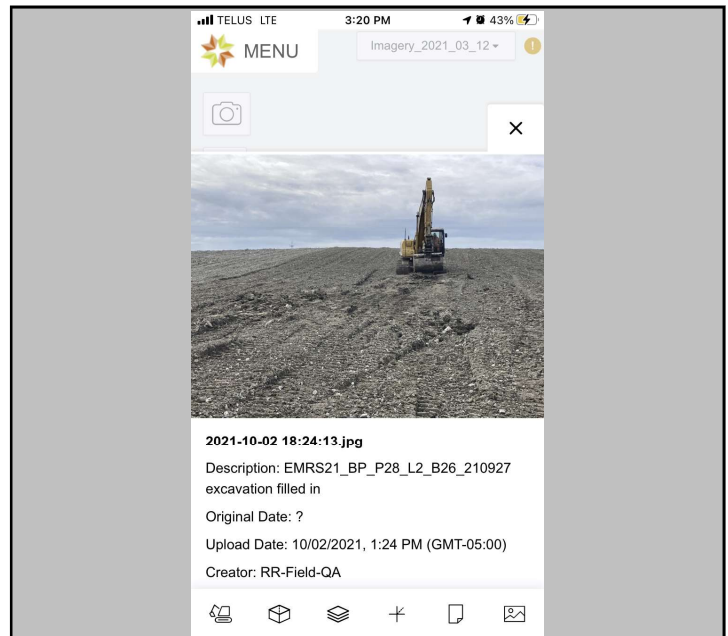 TELUS LTE 3:20 PM 43%
MENU Imagery_2021_03_12
2021-10-02 18:24:13.jpg
Description: EMRS21_BP_P28_L2_B26_210927
excavation filled in
Original Date: ?
Upload Date: 10/02/2021, 1:24 PM (GMT-05:00)
Creator: RR-Field-QA